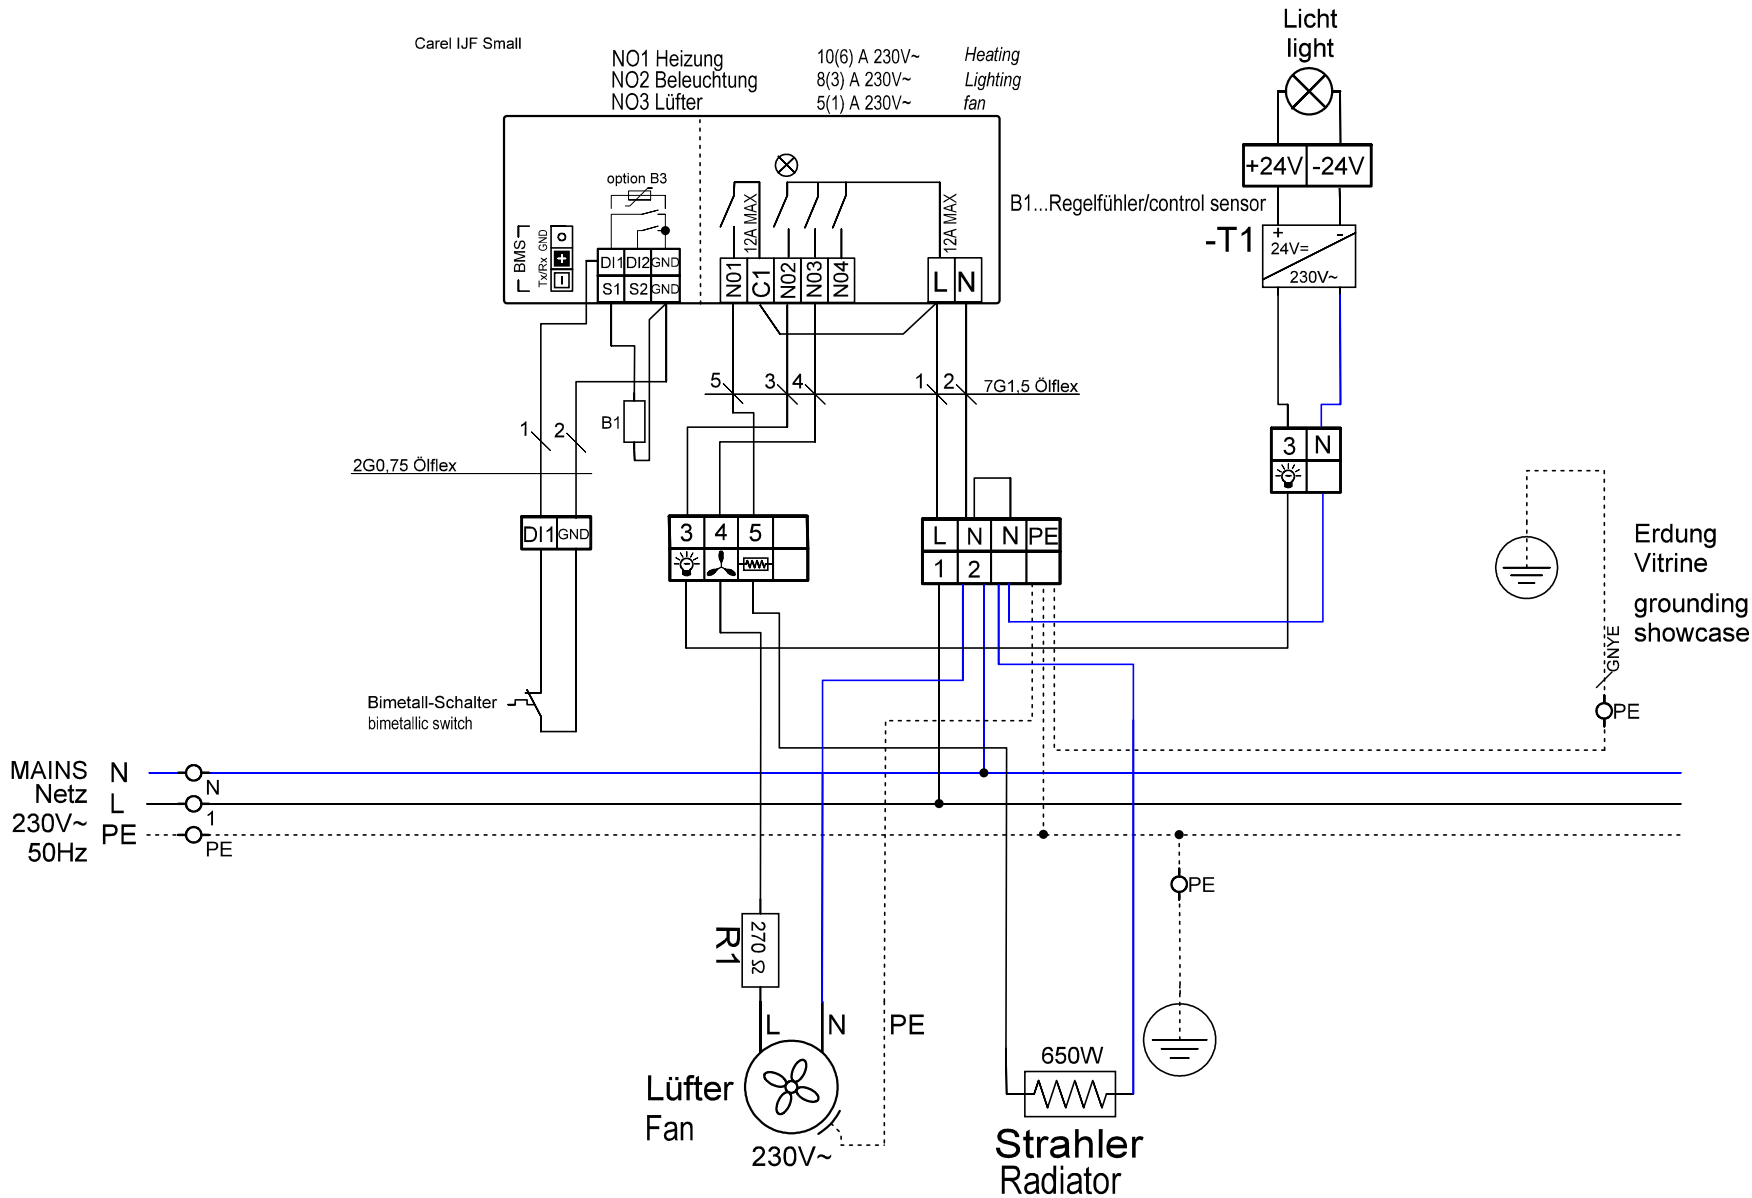 Carel IJF Small
NO1 Heizung 10(6) A 230V~ Heating
NO2 Beleuchtung 8(3) A 230V~ Lighting
NO3 Lüfter 5(1) A 230V~ fan
Licht
light
+24V -24V
B1...Regelfühler/control sensor
-T1
+ -
24V=
230V~
option B3
BMS
Tx/Rx GND
+
-
DI1 DI2 GND
S1 S2 GND
12A MAX
12A MAX
N01 C1 N02 N03 N04
L N
5 3 4 1 2 7G1,5 Ölflex
B1
1 2
2G0,75 Ölflex
3 N
DI1 GND
3 4 5
L N N PE
1 2
Erdung
Vitrine
grounding
showcase
GNYE
PE
Bimetall-Schalter
bimetallic switch
MAINS N
Netz L
230V~ PE
50Hz
N
1
PE
PE
R1
270 Ω
L N PE
Lüfter
Fan
230V~
650W
Strahler
Radiator